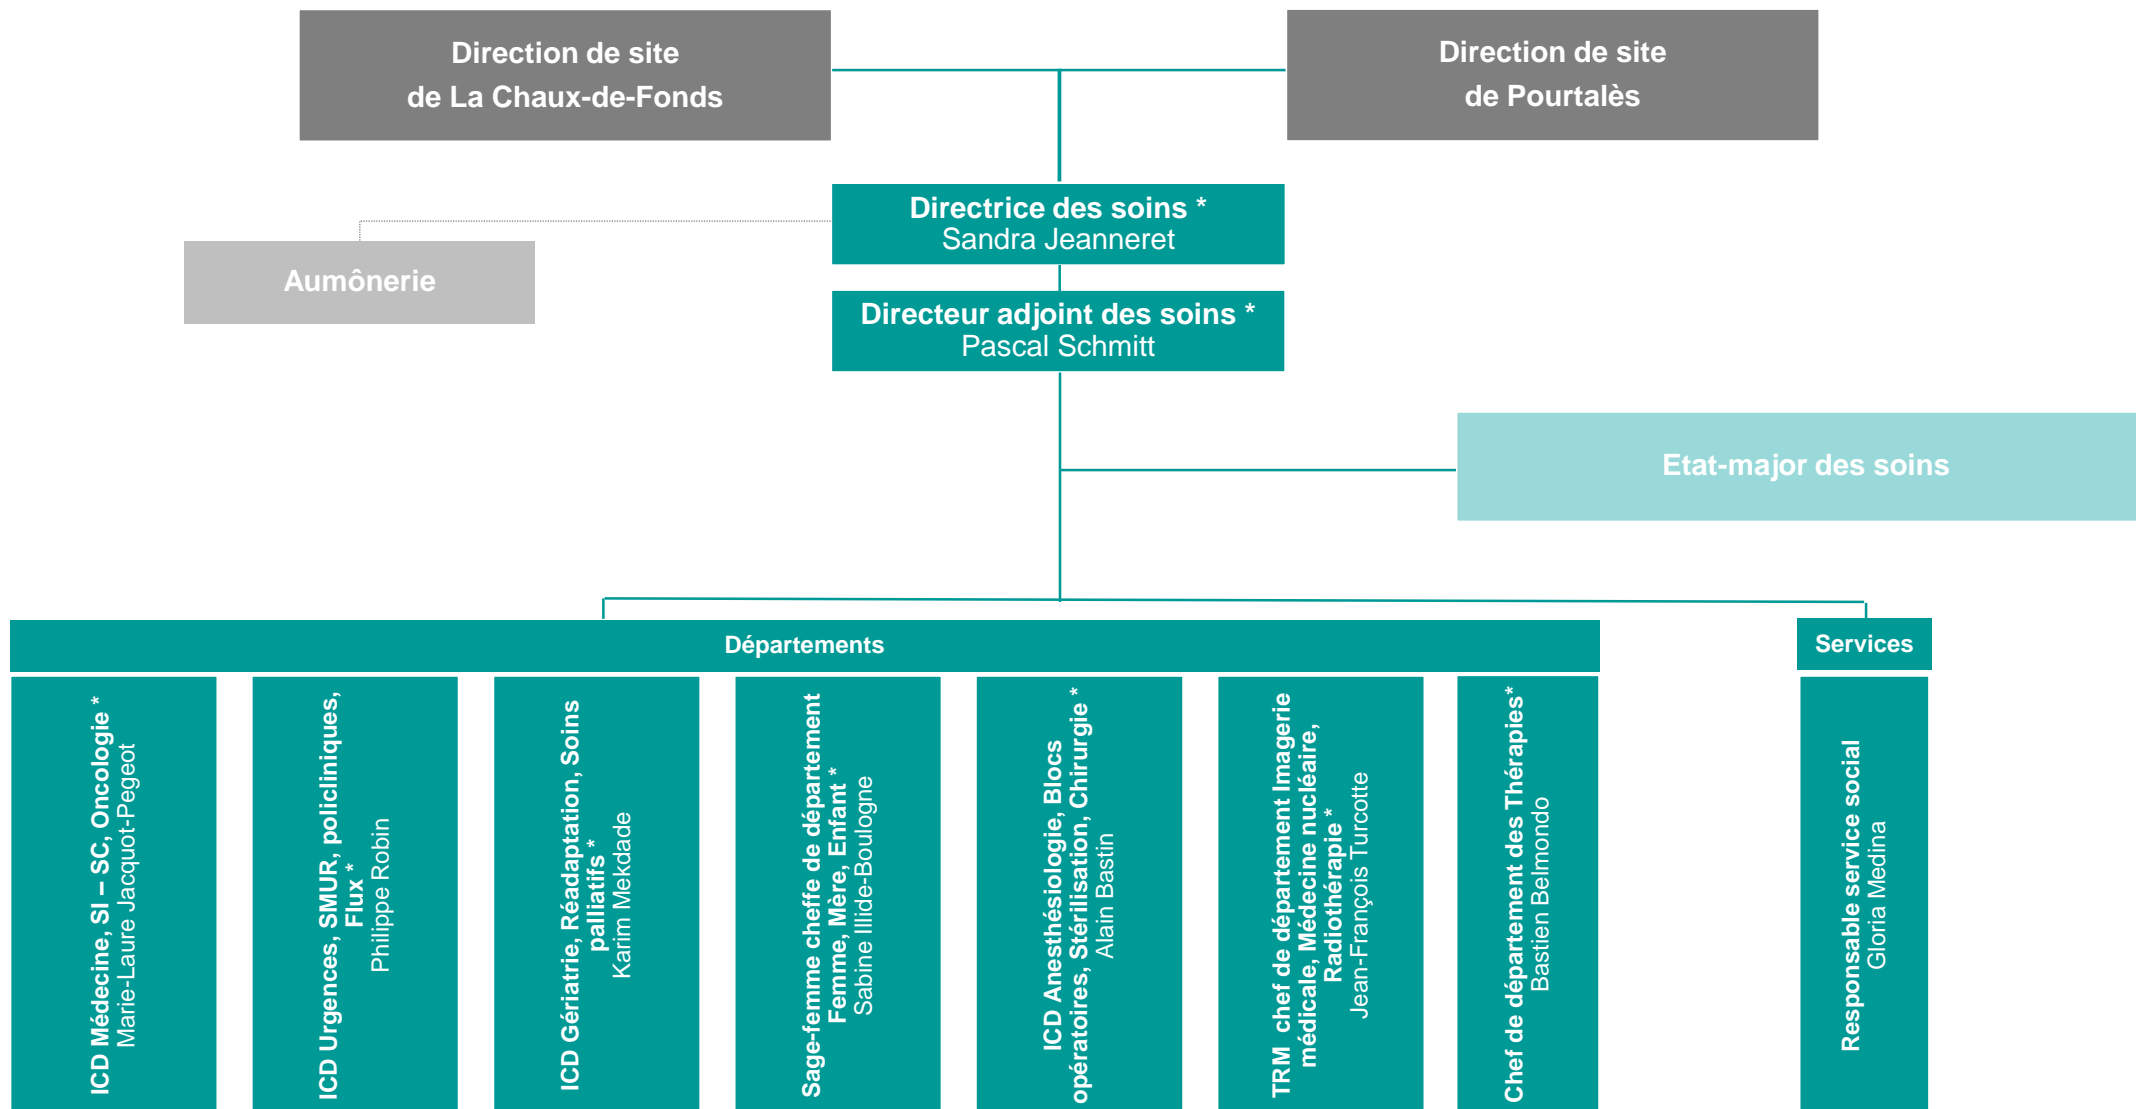 Direction de site
de La Chaux-de-Fonds
Direction de site
de Pourtalès
Directrice des soins *
Sandra Jeanneret
Aumônerie
Directeur adjoint des soins *
Pascal Schmitt
Etat-major des soins
Départements
Services
ICD Médecine, SI – SC, Oncologie *
Marie-Laure Jacquot-Pegeot
ICD Urgences, SMUR, policliniques,
Flux *
Philippe Robin
ICD Gériatrie, Réadaptation, Soins
palliatifs *
Karim Mekdade
Sage-femme cheffe de département
Femme, Mère, Enfant *
Sabine Illide-Boulogne
ICD Anesthésiologie, Blocs
opératoires, Stérilisation, Chirurgie *
Alain Bastin
TRM chef de département Imagerie
médicale, Médecine nucléaire,
Radiothérapie *
Jean-François Turcotte
Chef de département des Thérapies*
Bastien Belmondo
Responsable service social
Gloria Medina